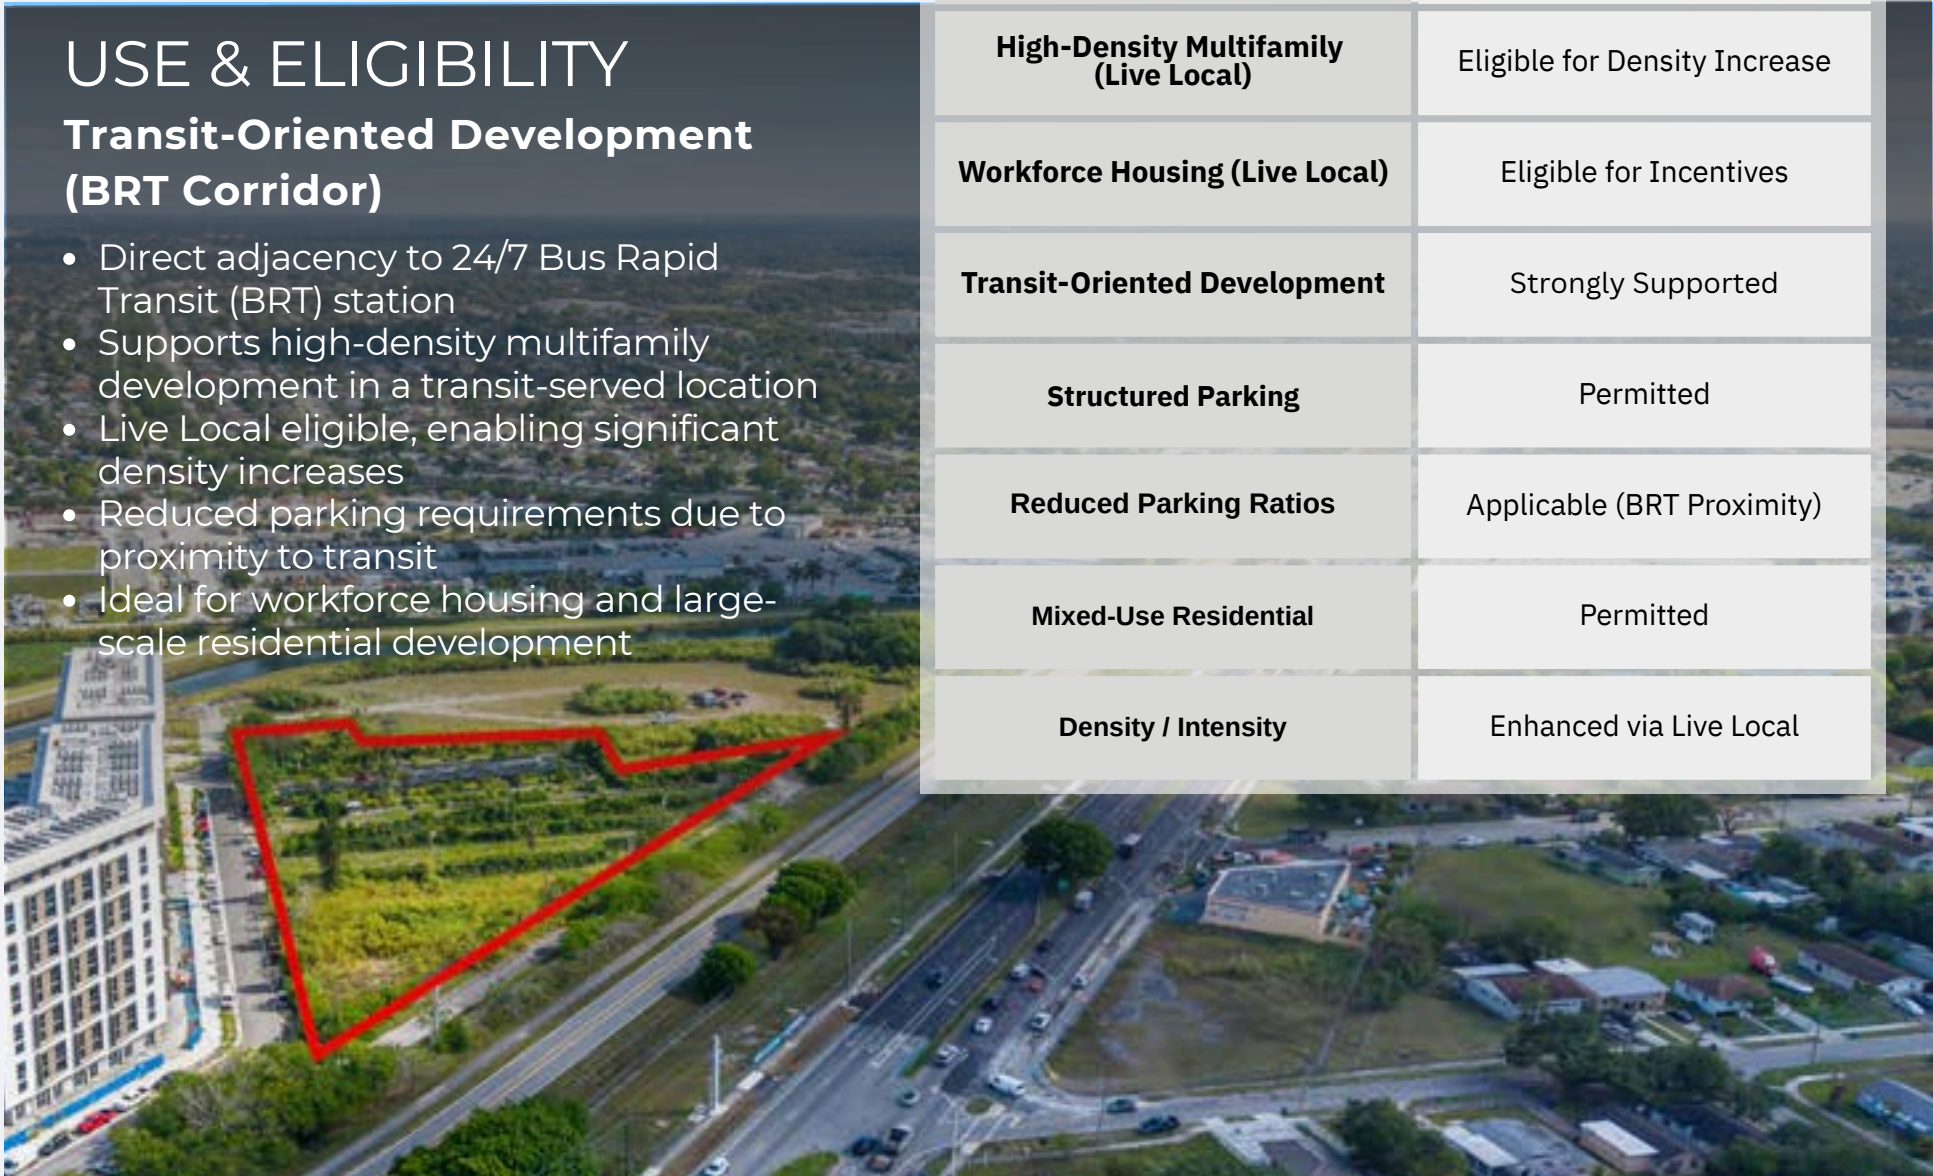 USE & ELIGIBILITY
Transit-Oriented Development
(BRT Corridor)
• Direct adjacency to 24/7 Bus Rapid
Transit (BRT) station
• Supports high-density multifamily
development in a transit-served location
• Live Local eligible, enabling significant
density increases
• Reduced parking requirements due to
proximity to transit
• Ideal for workforce housing and large-
scale residential development
High-Density Multifamily
(Live Local)
Eligible for Density Increase
Workforce Housing (Live Local)
Eligible for Incentives
Transit-Oriented Development
Strongly Supported
Structured Parking
Permitted
Reduced Parking Ratios
Applicable (BRT Proximity)
Mixed-Use Residential
Permitted
Density / Intensity
Enhanced via Live Local